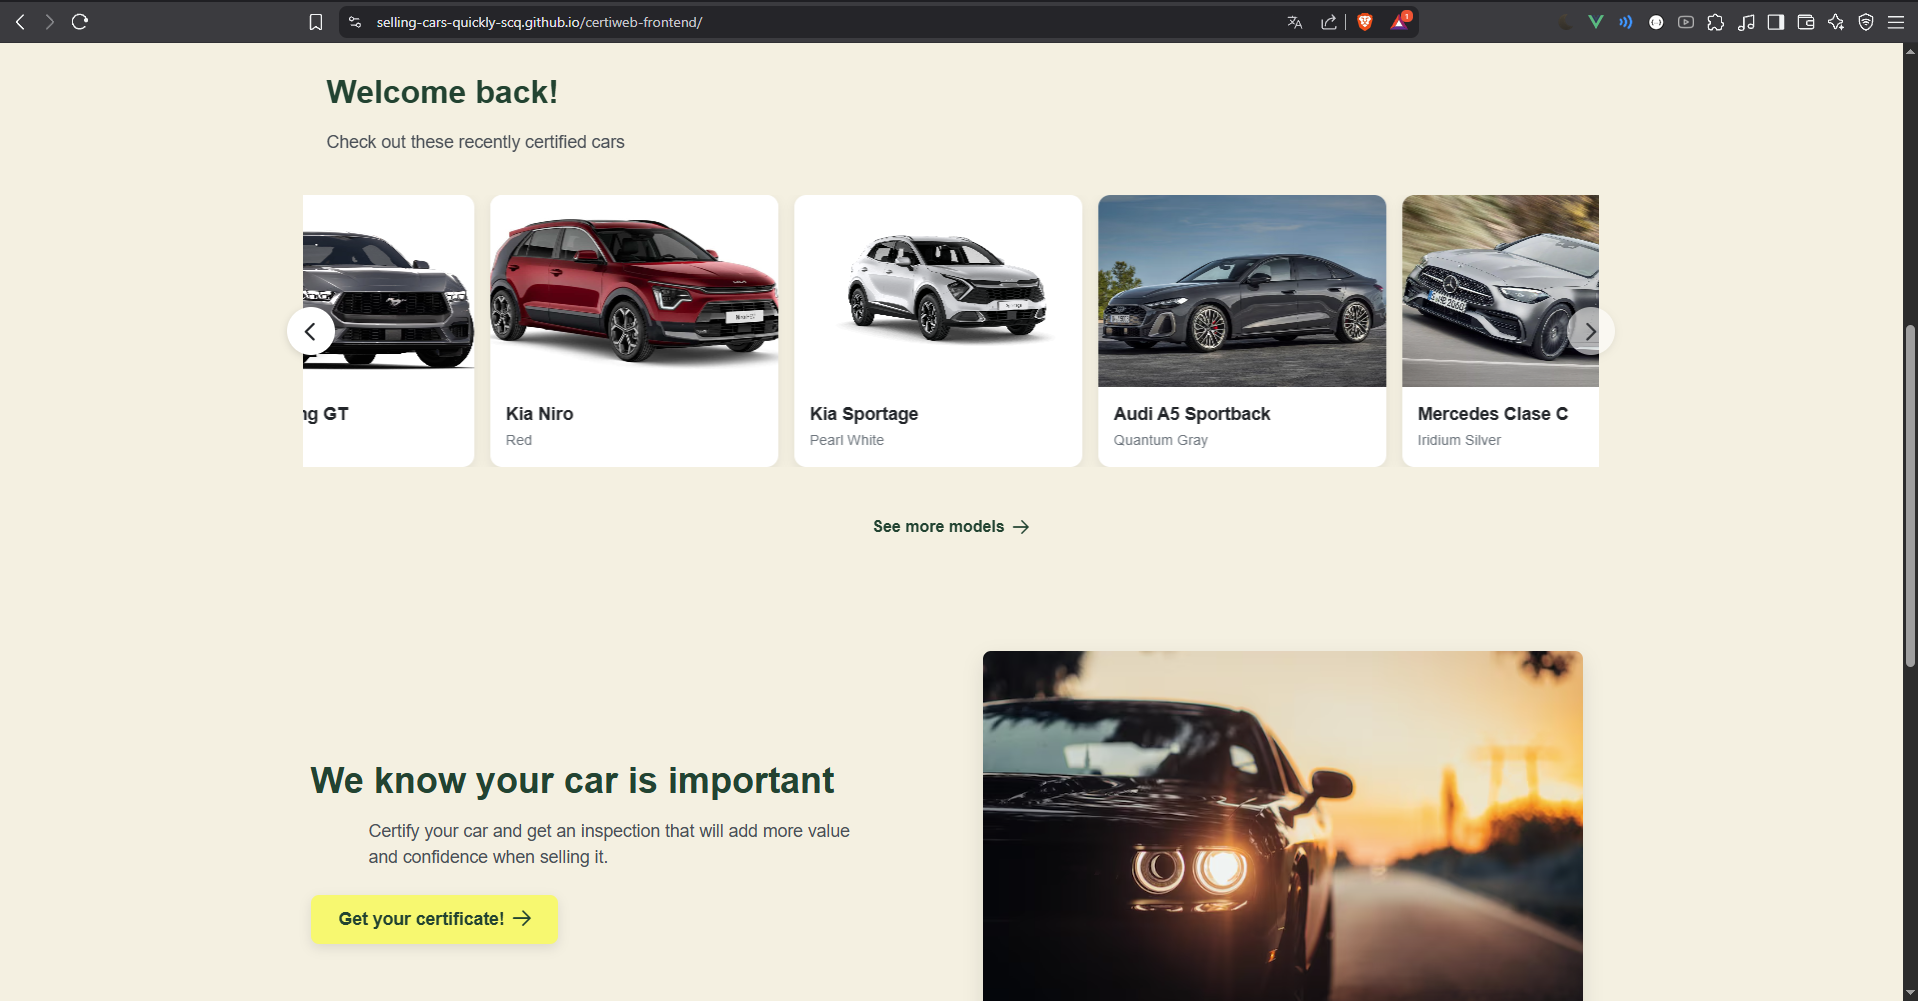 selling-cars-quickly-scq.github.io/certiweb-frontend/
1
Welcome back!
Check out these recently certified cars
ng GT
Kia Niro
Red
Kia Sportage
Pearl White
Audi A5 Sportback
Quantum Gray
Mercedes Clase C
Iridium Silver
See more models
We know your car is important
Certify your car and get an inspection that will add more value
and confidence when selling it.
Get your certificate!